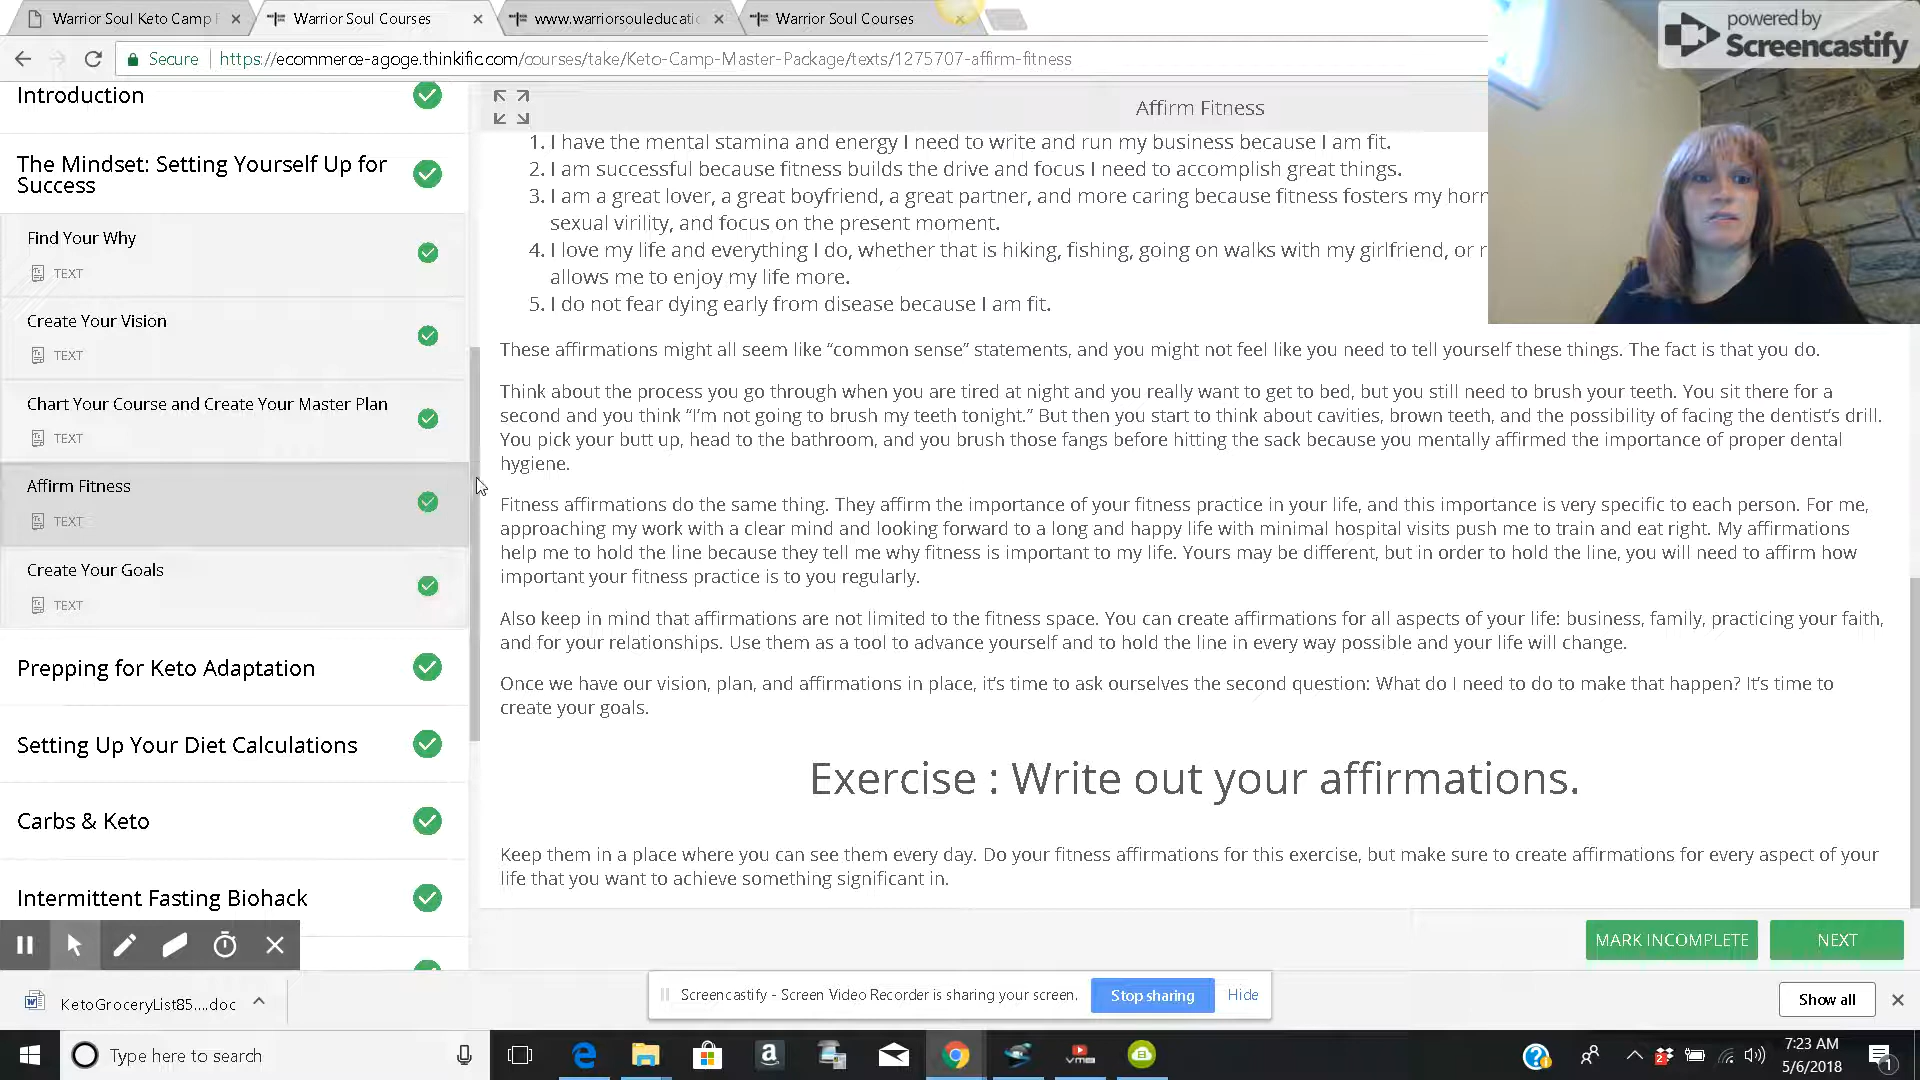 Warrior Soul Keto Camp
Warrior Soul Courses
www.warriorsouleducati
Warrior Soul Courses
powered by
Screencastify
Secure
https://ecommerce-agoge.thinkific.com/courses/take/Keto-Camp-Master-Package/texts/1275707-affirm-fitness
Introduction
The Mindset: Setting Yourself Up for
Success
Find Your Why
TEXT
Create Your Vision
TEXT
Chart Your Course and Create Your Master Plan
TEXT
Affirm Fitness
TEXT
Create Your Goals
TEXT
Prepping for Keto Adaptation
Setting Up Your Diet Calculations
Carbs & Keto
Intermittent Fasting Biohack
Affirm Fitness
1. I have the mental stamina and energy I need to write and run my business because I am fit.
2. I am successful because fitness builds the drive and focus I need to accomplish great things.
3. I am a great lover, a great boyfriend, a great partner, and more caring because fitness fosters my
sexual virility, and focus on the present moment.
4. I love my life and everything I do, whether that is hiking, fishing, going on walks with my girlfriend, or
allows me to enjoy my life more.
5. I do not fear dying early from disease because I am fit.
These affirmations might all seem like “common sense” statements, and you might not feel like you need to tell yourself these things. The fact is that you do.
Think about the process you go through when you are tired at night and you really want to get to bed, but you still need to brush your teeth. You sit there for a
second and you think “I’m not going to brush my teeth tonight.” But then you start to think about cavities, brown teeth, and the possibility of facing the dentist’s drill.
You pick your butt up, head to the bathroom, and you brush those fangs before hitting the sack because you mentally affirmed the importance of proper dental
hygiene.
Fitness affirmations do the same thing. They affirm the importance of your fitness practice in your life, and this importance is very specific to each person. For me,
approaching my work with a clear mind and looking forward to a long and happy life with minimal hospital visits push me to train and eat right. My affirmations
help me to hold the line because they tell me why fitness is important to my life. Yours may be different, but in order to hold the line, you will need to affirm how
important your fitness practice is to you regularly.
Also keep in mind that affirmations are not limited to the fitness space. You can create affirmations for all aspects of your life: business, family, practicing your faith,
and for your relationships. Use them as a tool to advance yourself and to hold the line in every way possible and your life will change.
Once we have our vision, plan, and affirmations in place, it’s time to ask ourselves the second question: What do I need to do to make that happen? It’s time to
create your goals.
Exercise : Write out your affirmations.
Keep them in a place where you can see them every day. Do your fitness affirmations for this exercise, but make sure to create affirmations for every aspect of your
life that you want to achieve something significant in.
MARK INCOMPLETE
NEXT
KetoGroceryList85....doc
Screencastify - Screen Video Recorder is sharing your screen.
Stop sharing
Hide
Show all
Type here to search
7:23 AM
5/6/2018